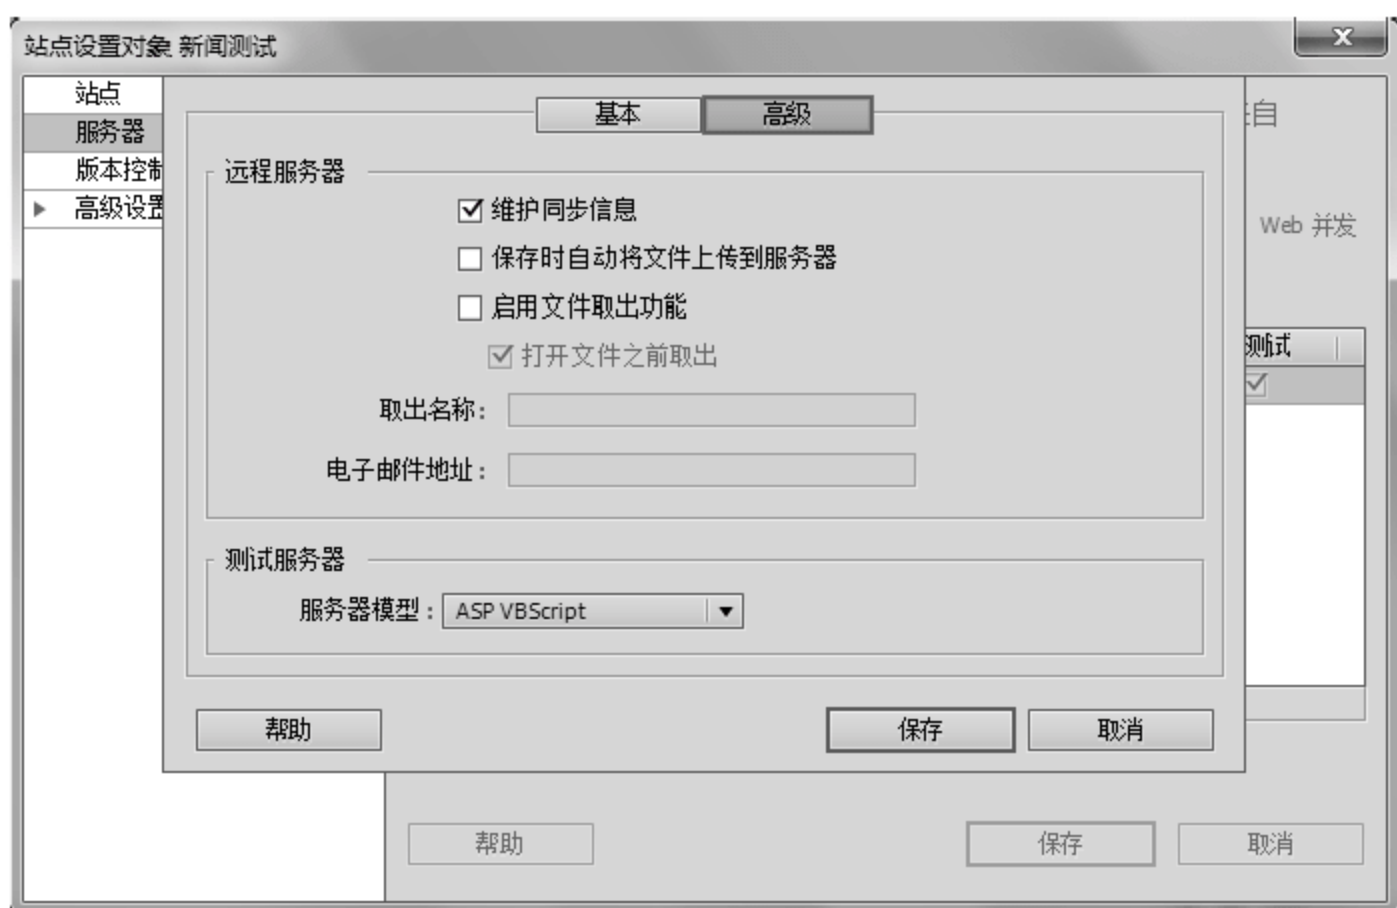 站点设置对象 新闻测试
站点
服务器
版本控制
高级设置
基本
高级
远程服务器
维护同步信息
保存时自动将文件上传到服务器
启用文件取出功能
打开文件之前取出
取出名称：
电子邮件地址：
测试服务器
服务器模型：ASP VBScript
帮助
保存
取消
自
Web 并发
测试
帮助
保存
取消